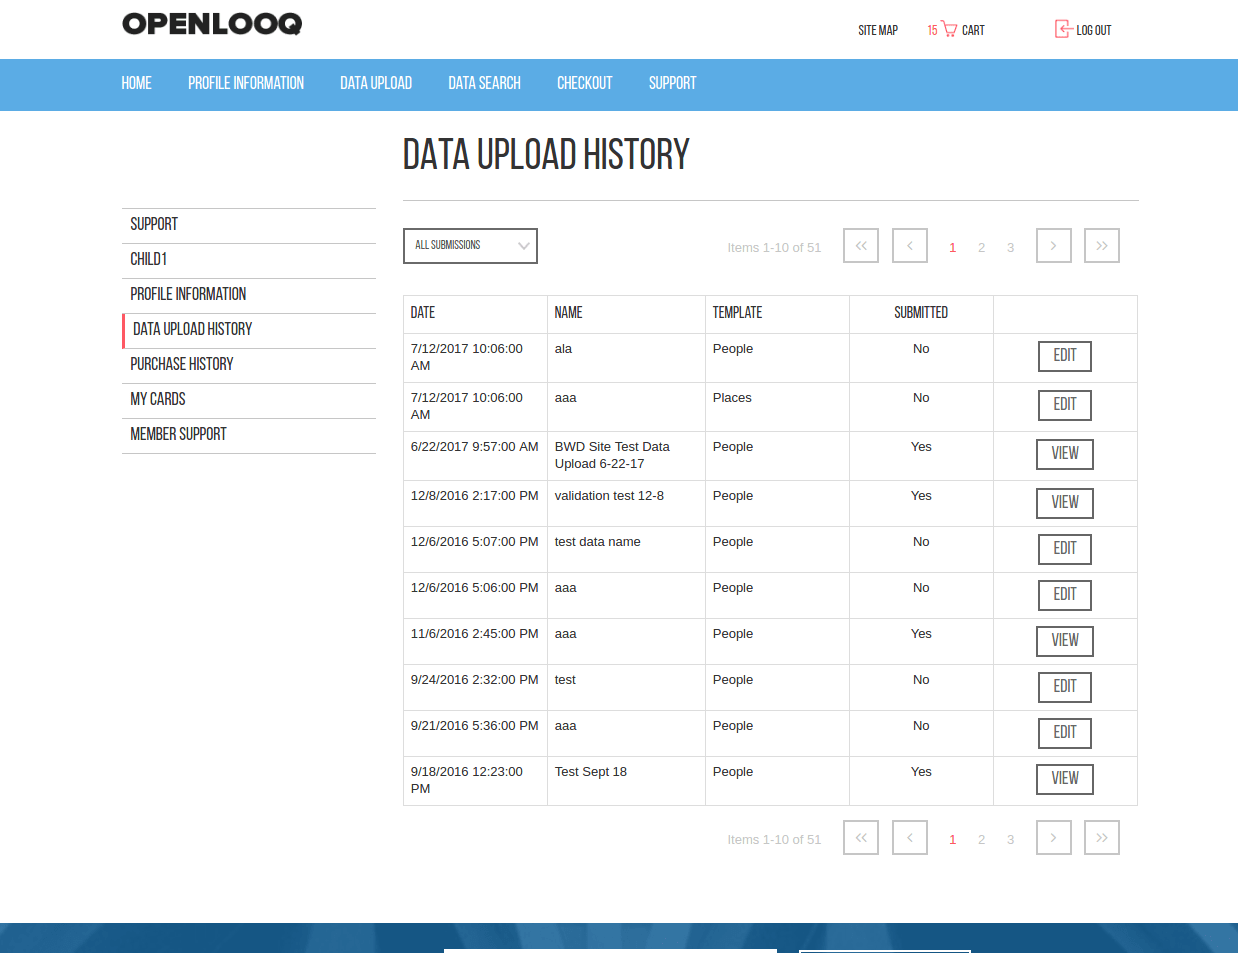 OPENLOOQ
SITE MAP 15 CART LOG OUT
HOME PROFILE INFORMATION DATA UPLOAD DATA SEARCH CHECKOUT SUPPORT
DATA UPLOAD HISTORY
SUPPORT
CHILD1
PROFILE INFORMATION
DATA UPLOAD HISTORY
PURCHASE HISTORY
MY CARDS
MEMBER SUPPORT
ALL SUBMISSIONS
Items 1-10 of 51 1 2 3
DATE NAME TEMPLATE SUBMITTED
7/12/2017 10:06:00 ala People No EDIT
AM
7/12/2017 10:06:00 aaa Places No EDIT
AM
6/22/2017 9:57:00 AM BWD Site Test Data People Yes VIEW
Upload 6-22-17
12/8/2016 2:17:00 PM validation test 12-8 People Yes VIEW
12/6/2016 5:07:00 PM test data name People No EDIT
12/6/2016 5:06:00 PM aaa People No EDIT
11/6/2016 2:45:00 PM aaa People Yes VIEW
9/24/2016 2:32:00 PM test People No EDIT
9/21/2016 5:36:00 PM aaa People No EDIT
9/18/2016 12:23:00 Test Sept 18 People Yes VIEW
PM
Items 1-10 of 51 1 2 3